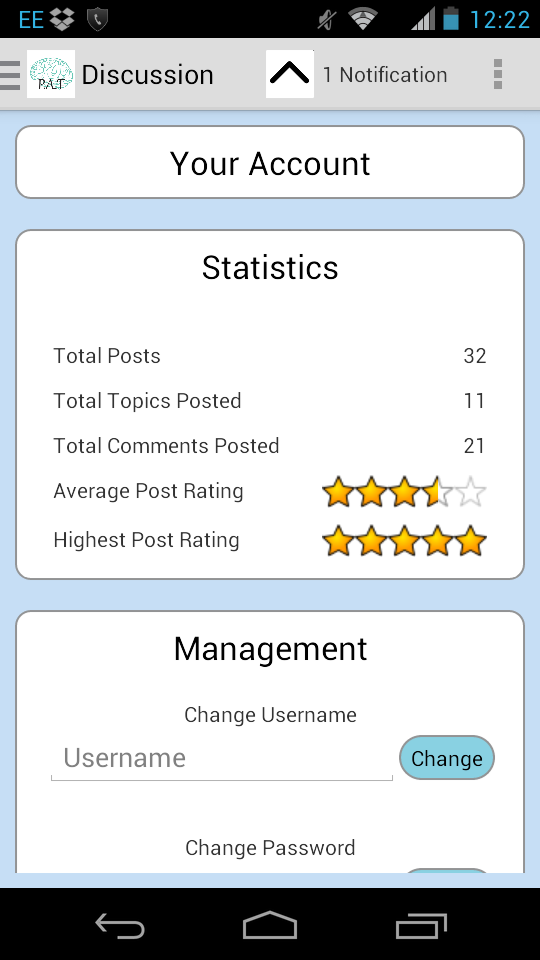 EE 12:22
PAT Discussion 1 Notification
Your Account
Statistics
Total Posts 32
Total Topics Posted 11
Total Comments Posted 21
Average Post Rating
Highest Post Rating
Management
Change Username
Username Change
Change Password